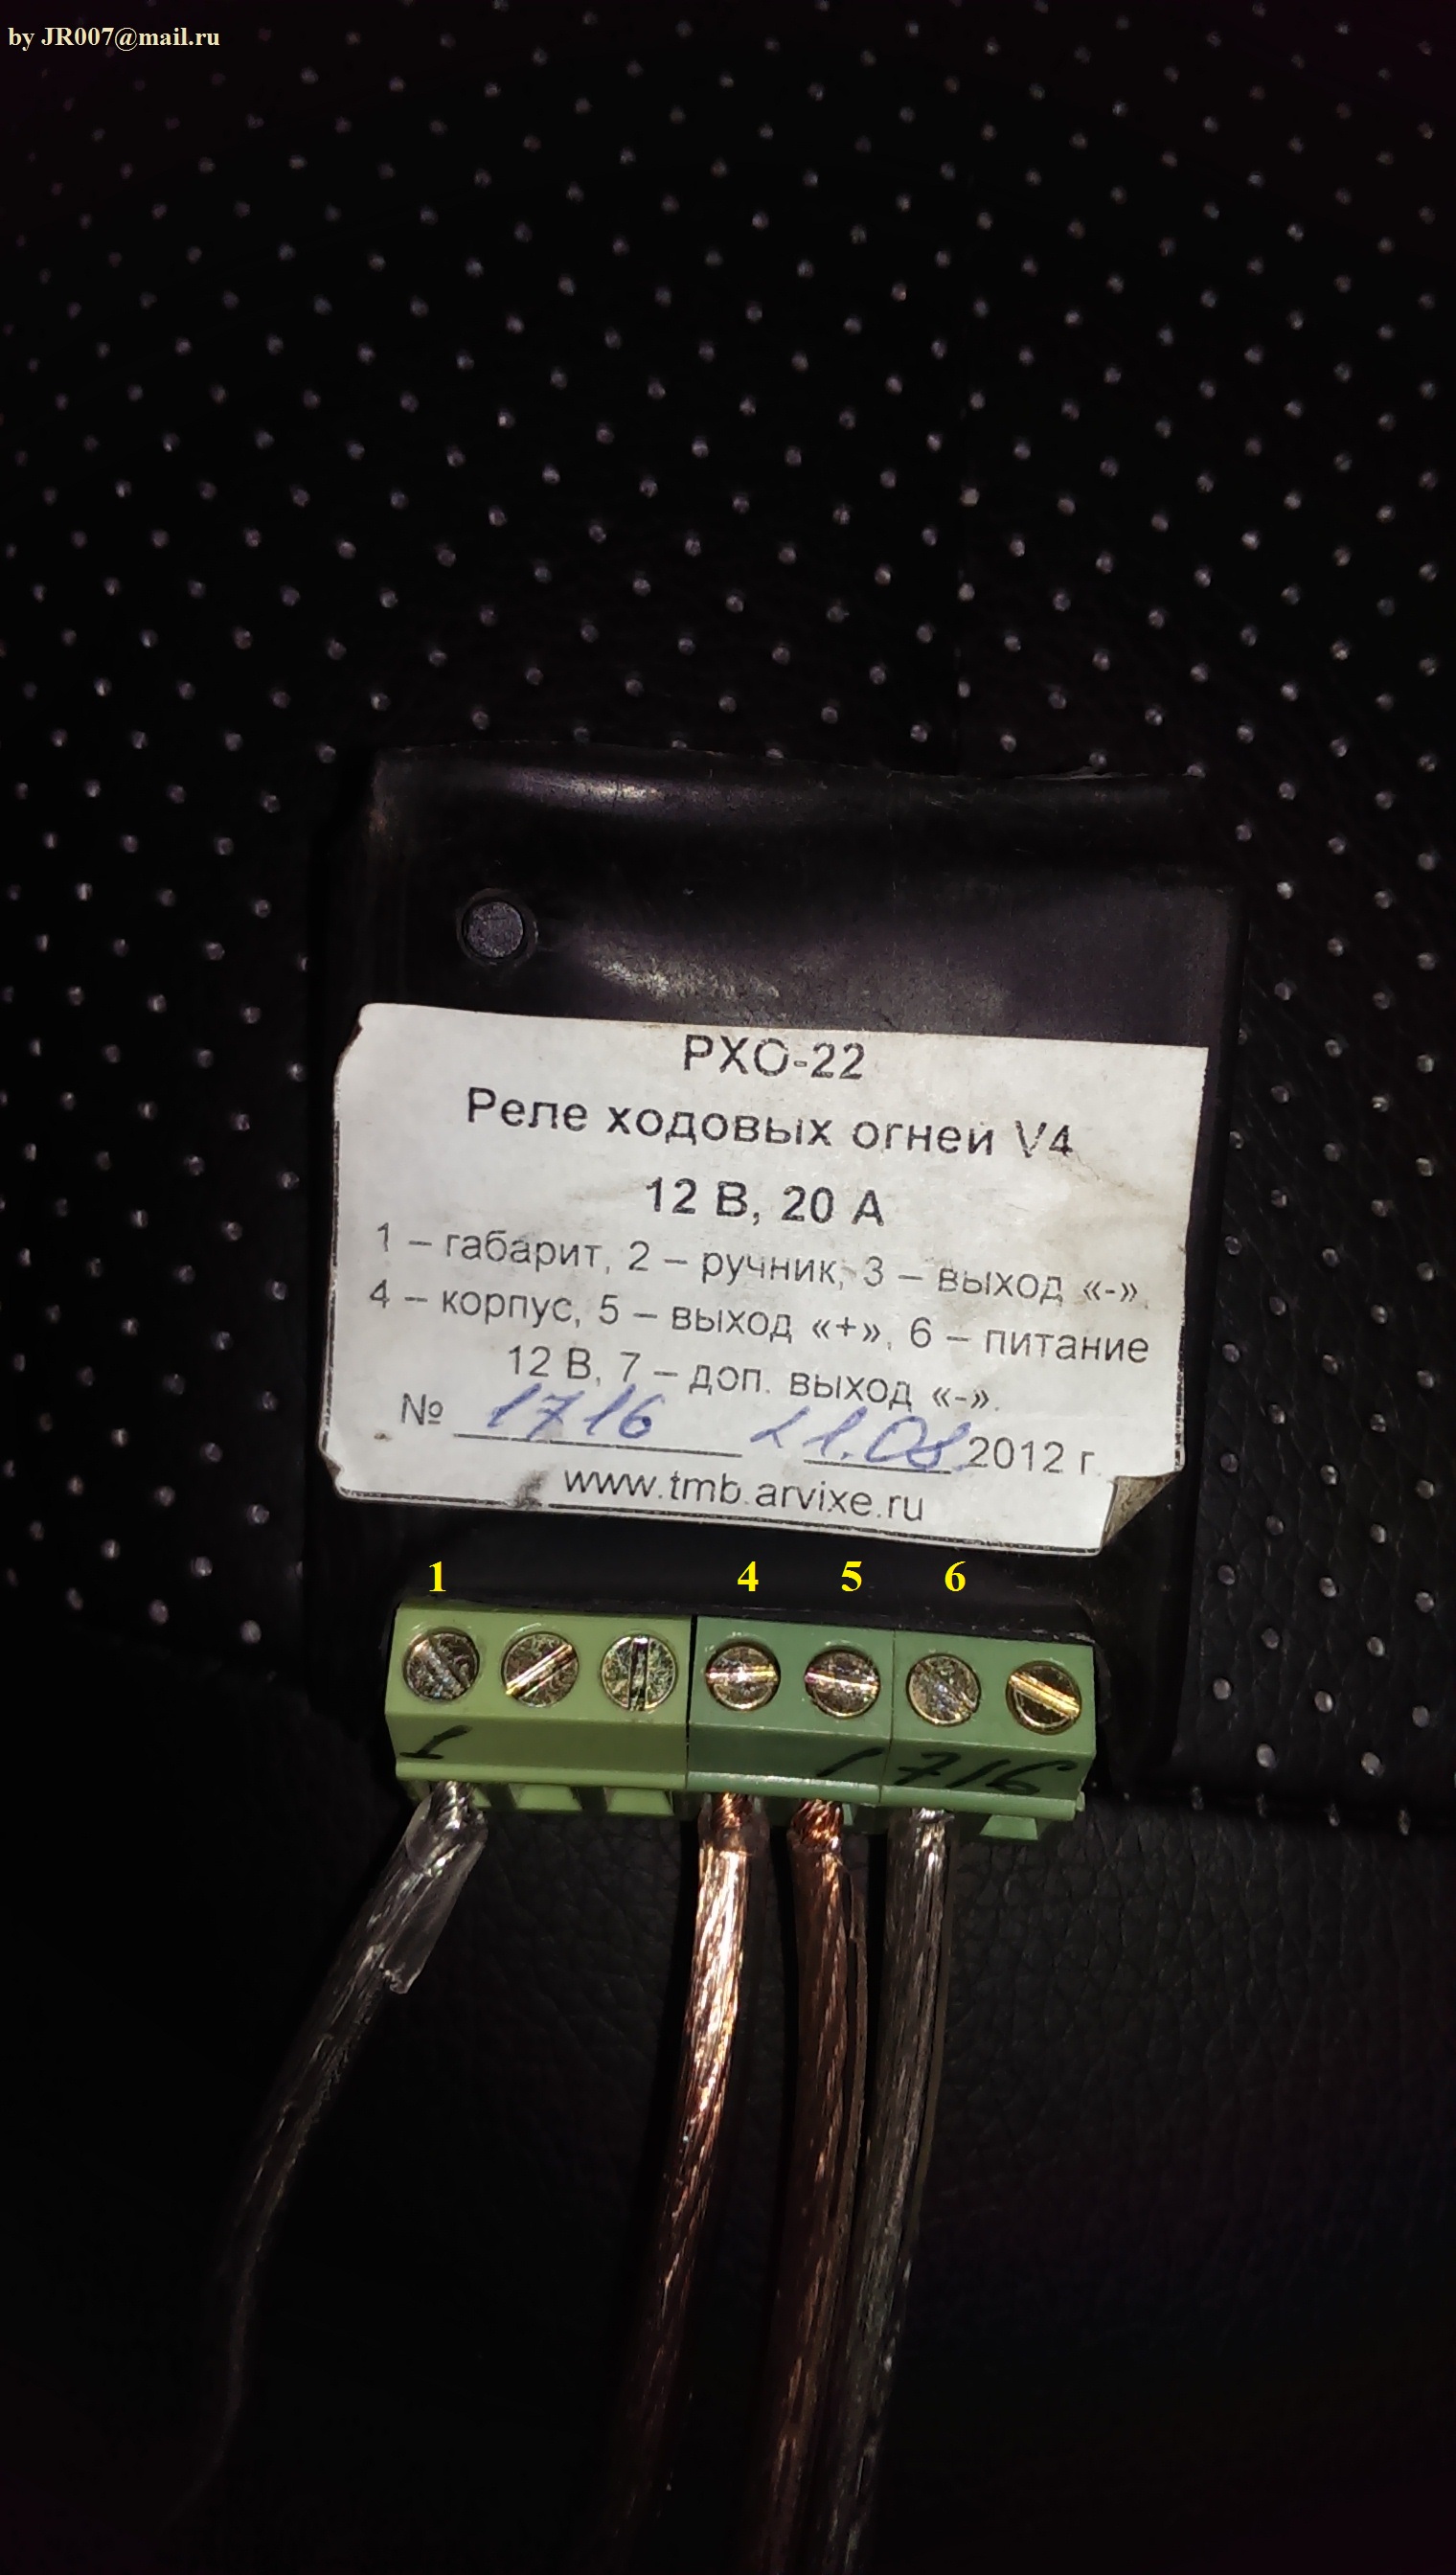 by JR007@mail.ru
РХО-22
Реле ходовых огней V4
12 В, 20 А
1 – габарит, 2 – ручник, 3 – выход «-».
4 – корпус, 5 – выход «+», 6 – питание
12 В, 7 – доп. выход «-».
№ 1716 21.08 2012 г.
www.tmb.arvixe.ru
1 4 5 6
1 1716